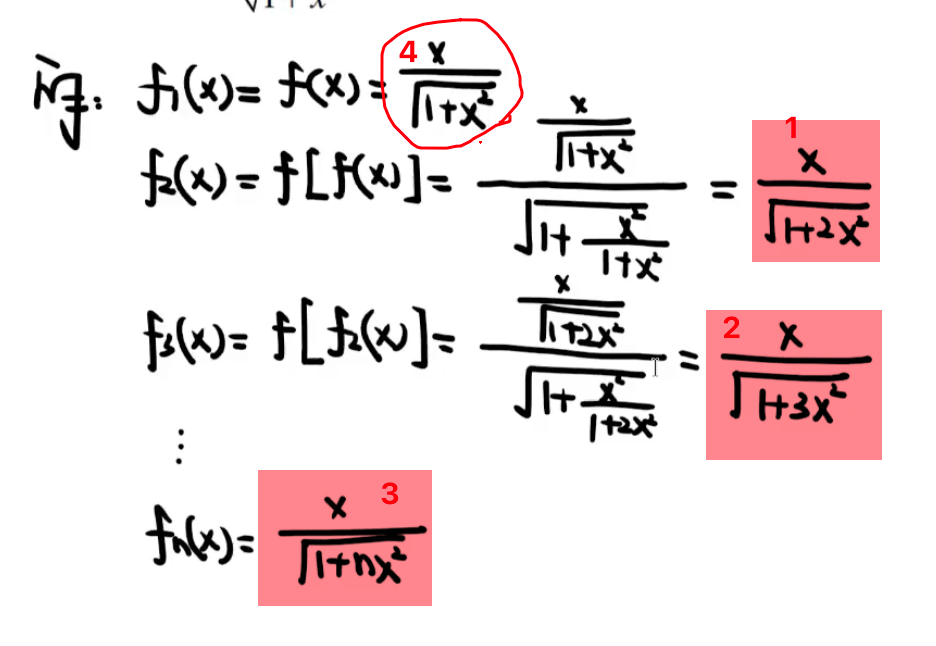 √1+x
解: f₁(x)= f(x)= 4 x/√(1+x²)
f₂(x)= f[f(x)]= (x/√(1+x²))/√(1+x²/(1+x²)) = 1 x/√(1+2x²)
f₃(x)= f[f₂(x)]= (x/√(1+2x²))/√(1+x²/(1+2x²)) = 2 x/√(1+3x²)
⋮
fn(x)= x/√(1+nx²) 3